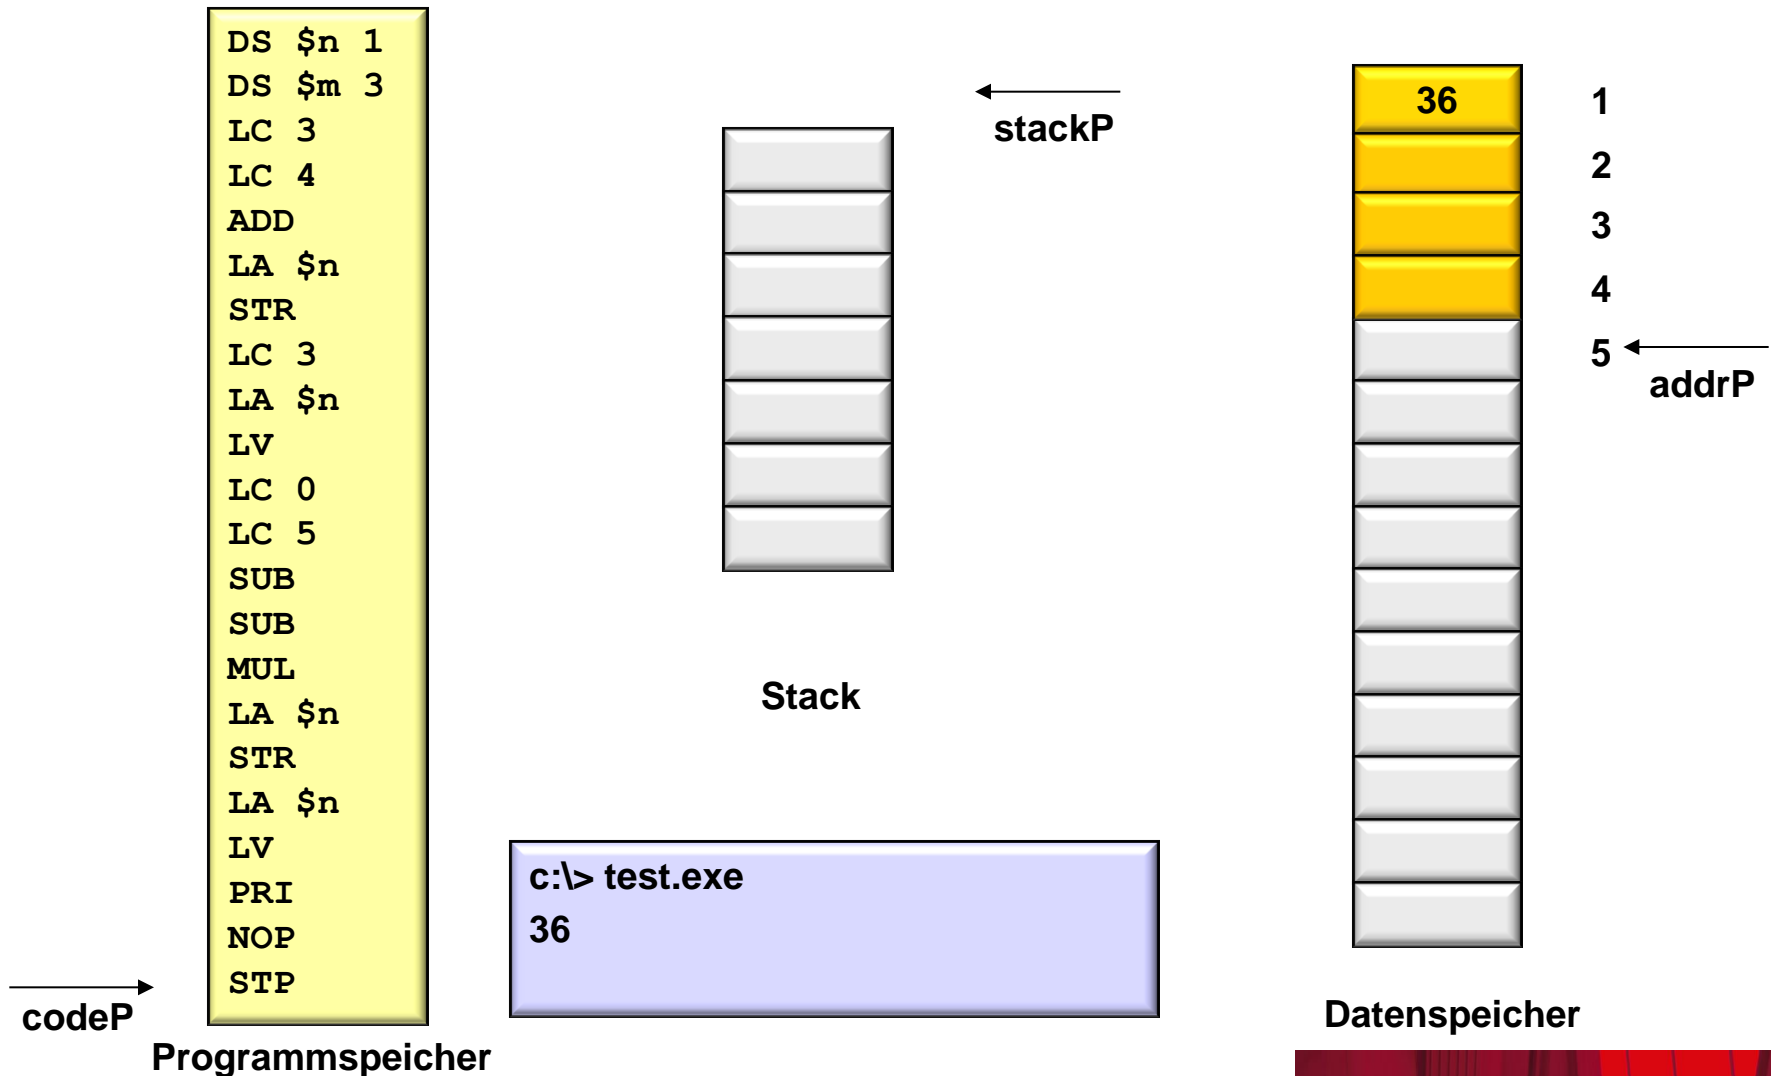 DS $n 1
DS $m 3
LC 3
LC 4
ADD
LA $n
STR
LC 3
LA $n
LV
LC 0
LC 5
SUB
SUB
MUL
LA $n
STR
LA $n
LV
PRI
NOP
STP
codeP
Programmspeicher
stackP
Stack
c:\> test.exe
36
36
1
2
3
4
5
addrP
Datenspeicher